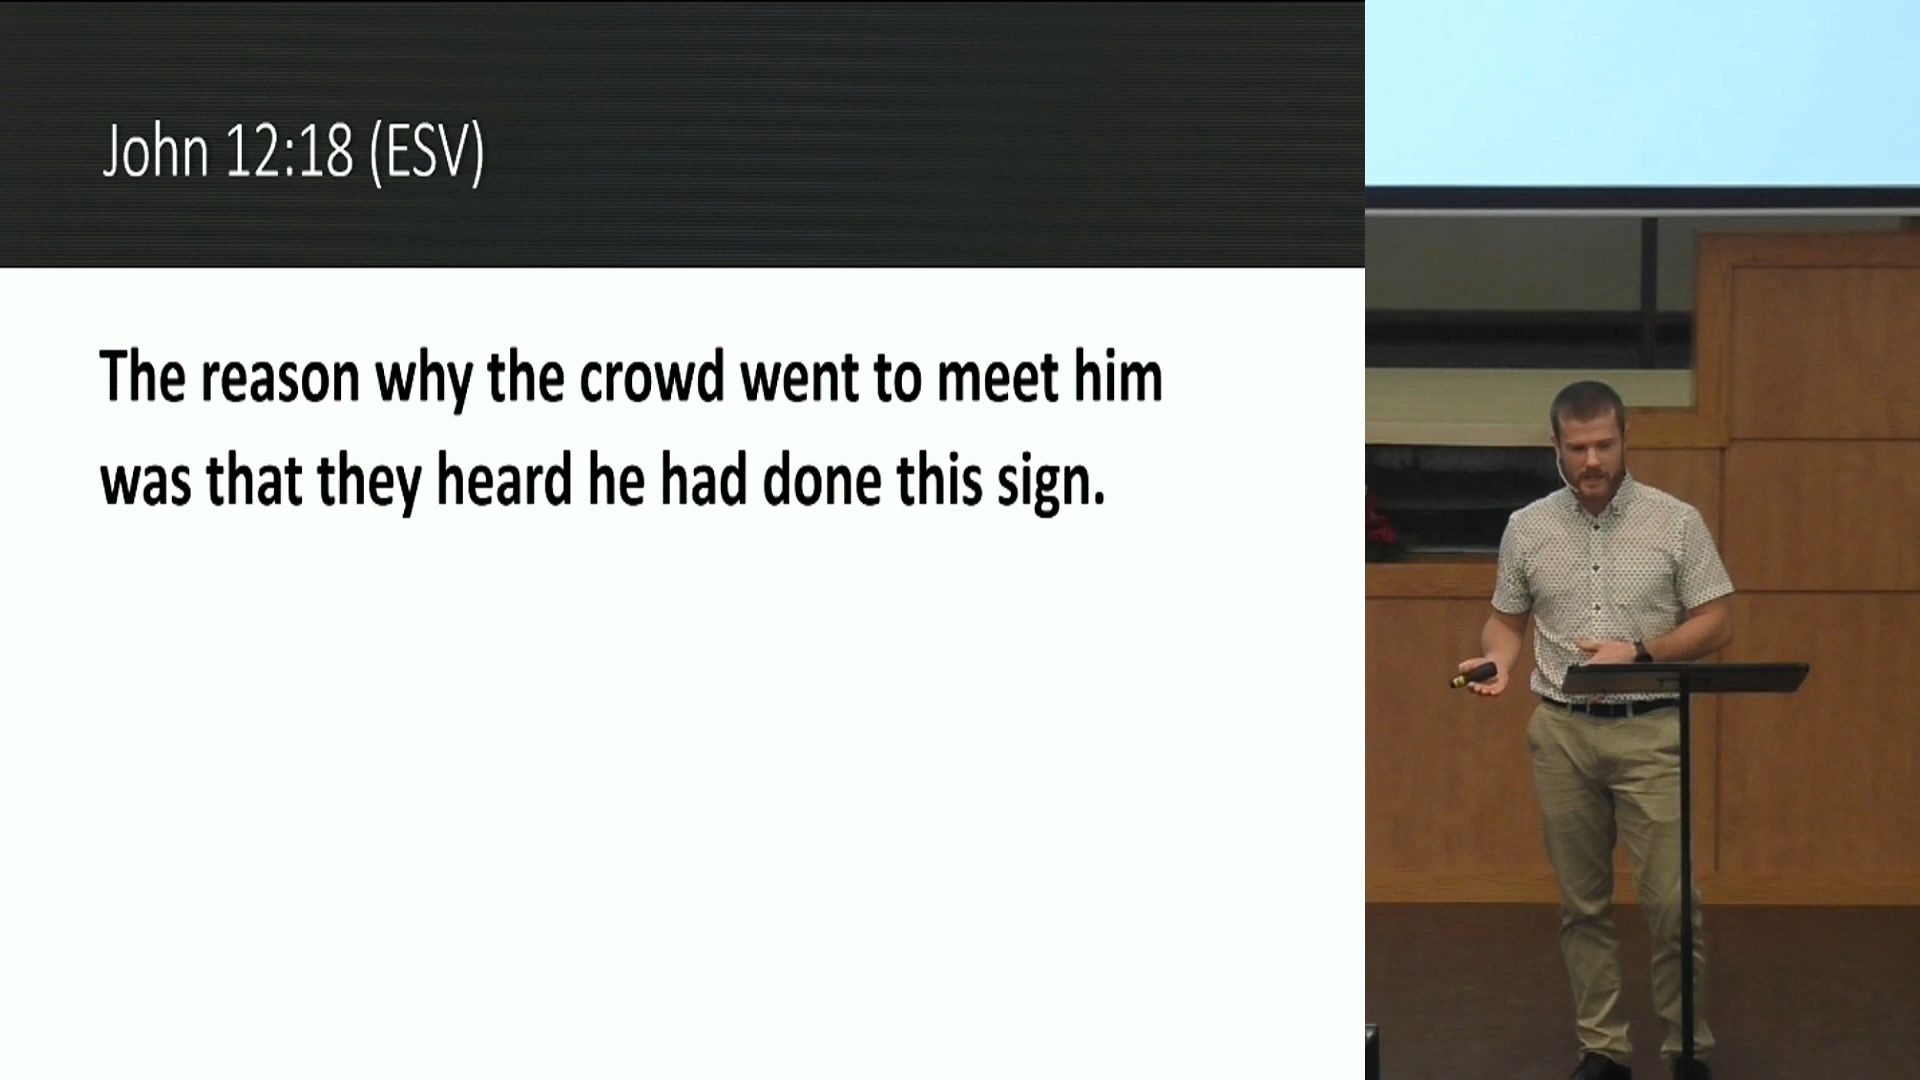 John 12:18 (ESV)
The reason why the crowd went to meet him
was that they heard he had done this sign.